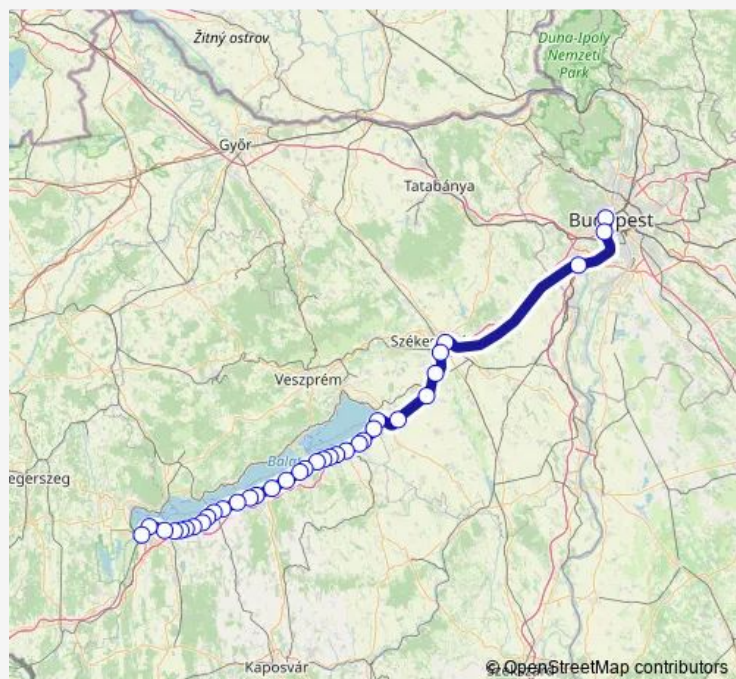 Žitný ostrov
Duna-Ipoly
Nemzeti
Park
Győr
Tatabánya
Budapest
Veszprém
egerszeg
Kaposvár
© OpenStreetMap contributors